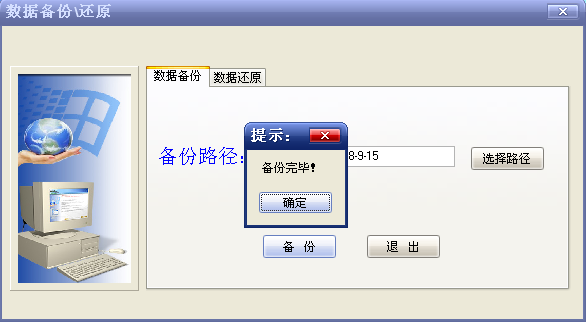 数据备份\还原
数据备份 数据还原
提示:
备份路径: 8-9-15 选择路径
备份完毕!
确定
备 份 退 出